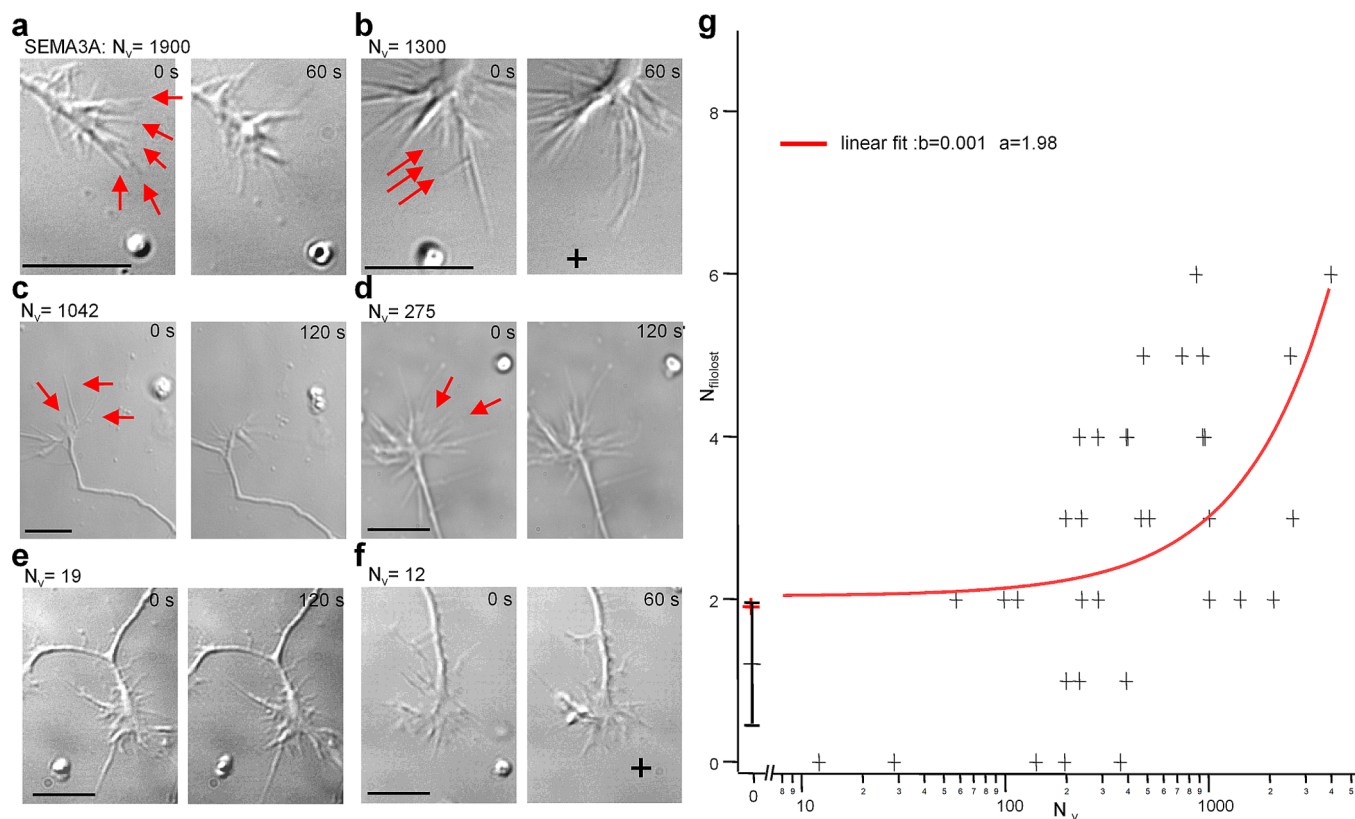 a
SEMA3A: Nv= 1900
0 s
60 s
b
Nv= 1300
0 s
60 s
c
Nv= 1042
0 s
120 s
d
Nv= 275
0 s
120 s
e
Nv= 19
0 s
120 s
f
Nv= 12
0 s
60 s
g
linear fit :b=0.001 a=1.98
Nfilolost
8
6
4
2
0
0
8 9 2 3 4 5 6 7 8 9 2 3 4 5 6 7 8 9 2 3 4 5
10 100 1000
Nv